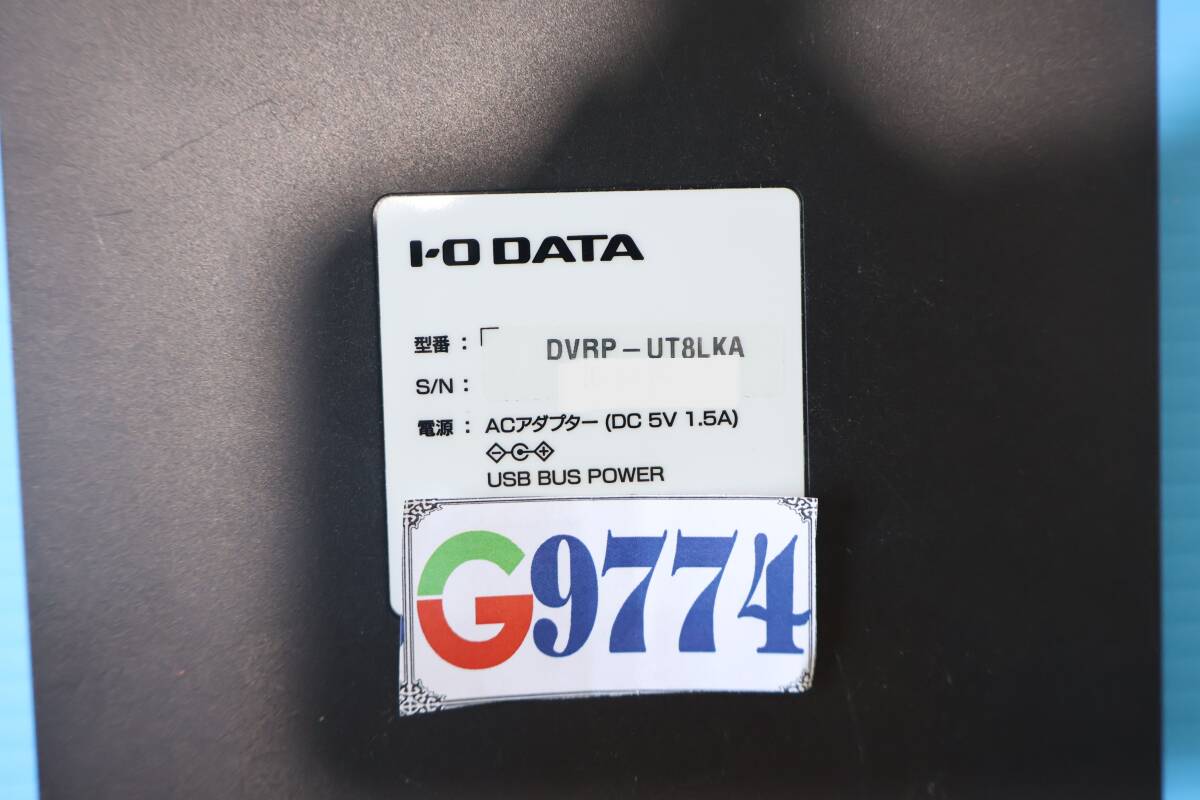 I-O DATA
型番： DVRP－UT8LKA
S/N：
電源： ACアダプター (DC 5V 1.5A)
USB BUS POWER
G9774